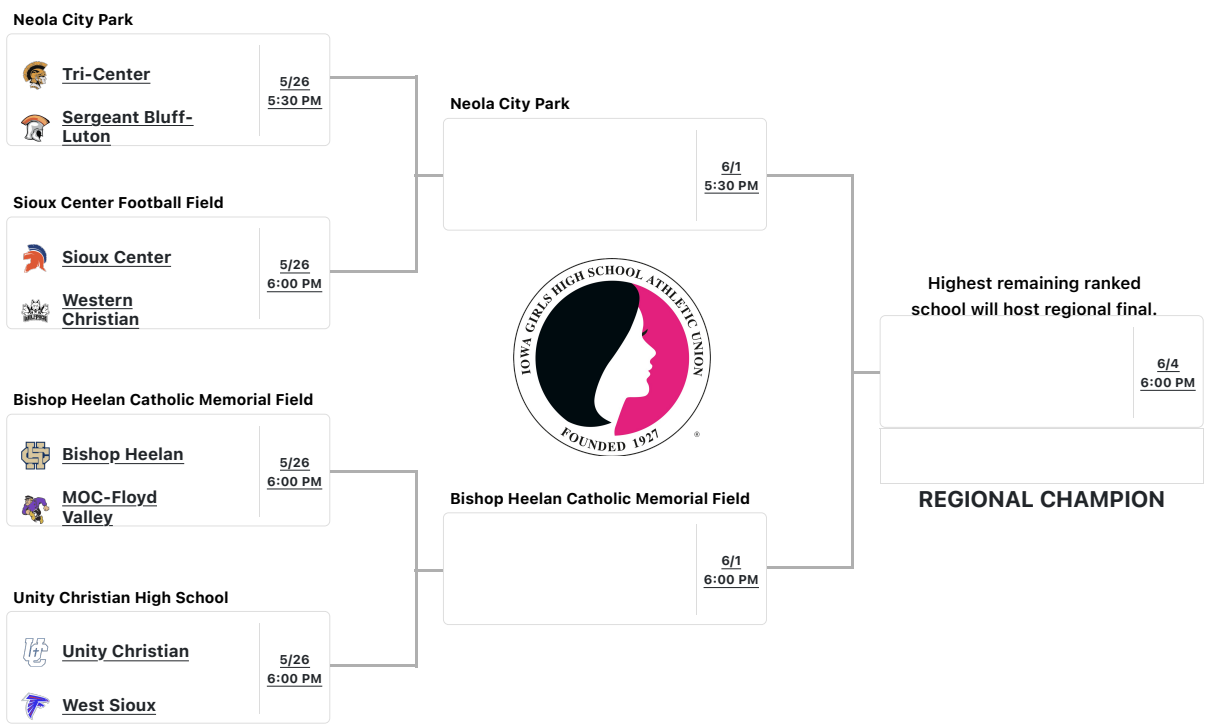 Neola City Park
Tri-Center
Sergeant Bluff-
Luton
5/26
5:30 PM
Sioux Center Football Field
Sioux Center
Western
Christian
5/26
6:00 PM
Bishop Heelan Catholic Memorial Field
Bishop Heelan
MOC-Floyd
Valley
5/26
6:00 PM
Unity Christian High School
Unity Christian
West Sioux
5/26
6:00 PM
Neola City Park
6/1
5:30 PM
IOWA GIRLS HIGH SCHOOL ATHLETIC UNION
FOUNDED 1927
®
Bishop Heelan Catholic Memorial Field
6/1
6:00 PM
Highest remaining ranked
school will host regional final.
6/4
6:00 PM
REGIONAL CHAMPION